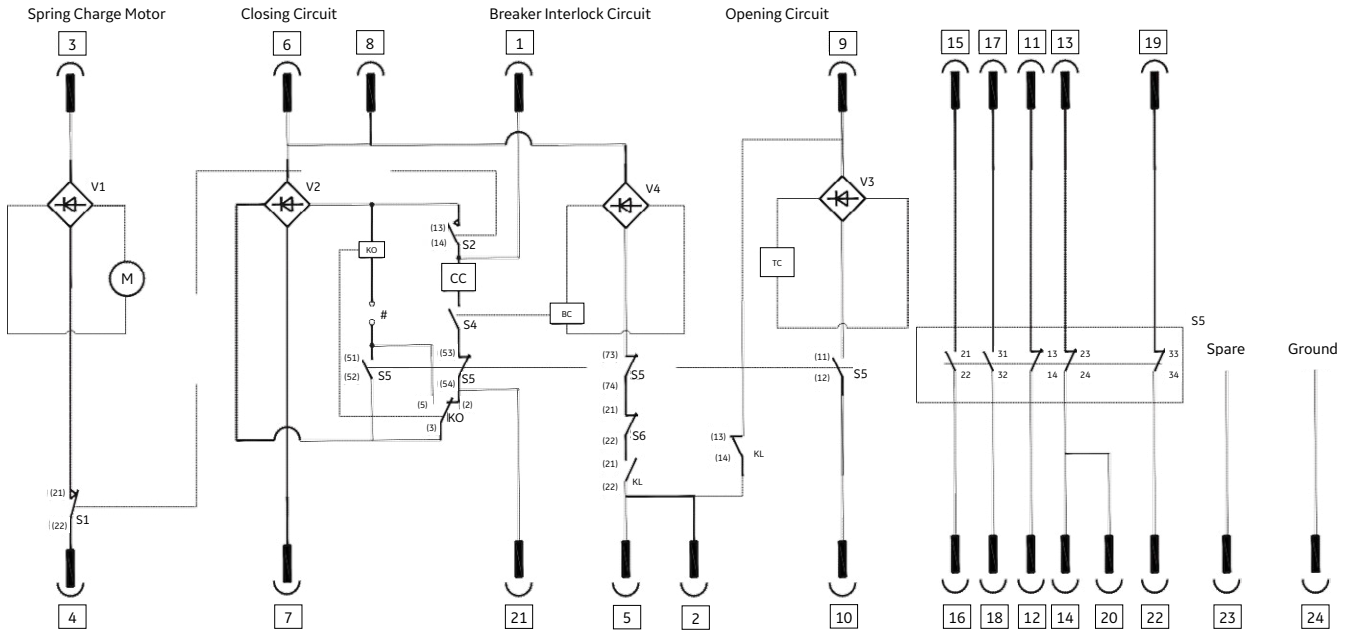 Spring Charge Motor
Closing Circuit
Breaker Interlock Circuit
Opening Circuit
3
6
8
1
9
15
17
11
13
19
V1
V2
V4
V3
M
KO
(13)
(14)
S2
CC
TC
#
S4
BC
S5
Spare
Ground
(51)
(52)
S5
(53)
(54)
S5
(73)
(74)
S5
(11)
(12)
S5
21
22
31
32
13
14
23
24
33
34
(5)
(2)
(3)
KO
(21)
(22)
S6
(21)
(22)
KL
(13)
(14)
KL
(21)
(22)
S1
4
7
21
5
2
10
16
18
12
14
20
22
23
24